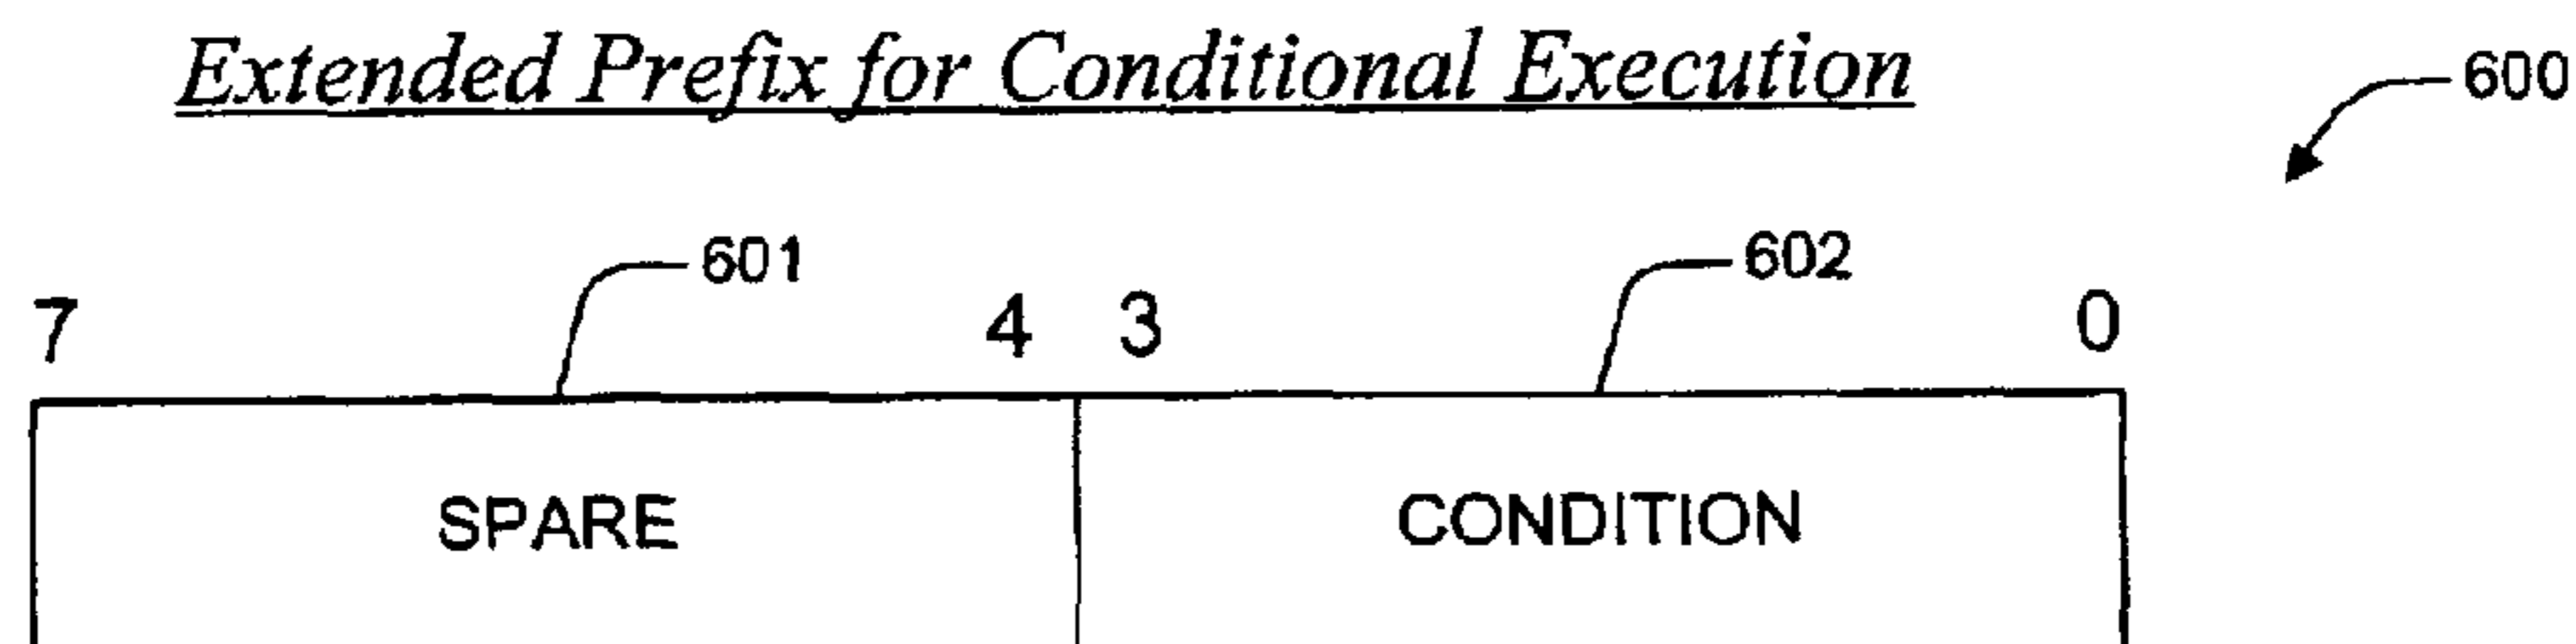 Extended Prefix for Conditional Execution
600
601
602
7 4 3 0
SPARE CONDITION